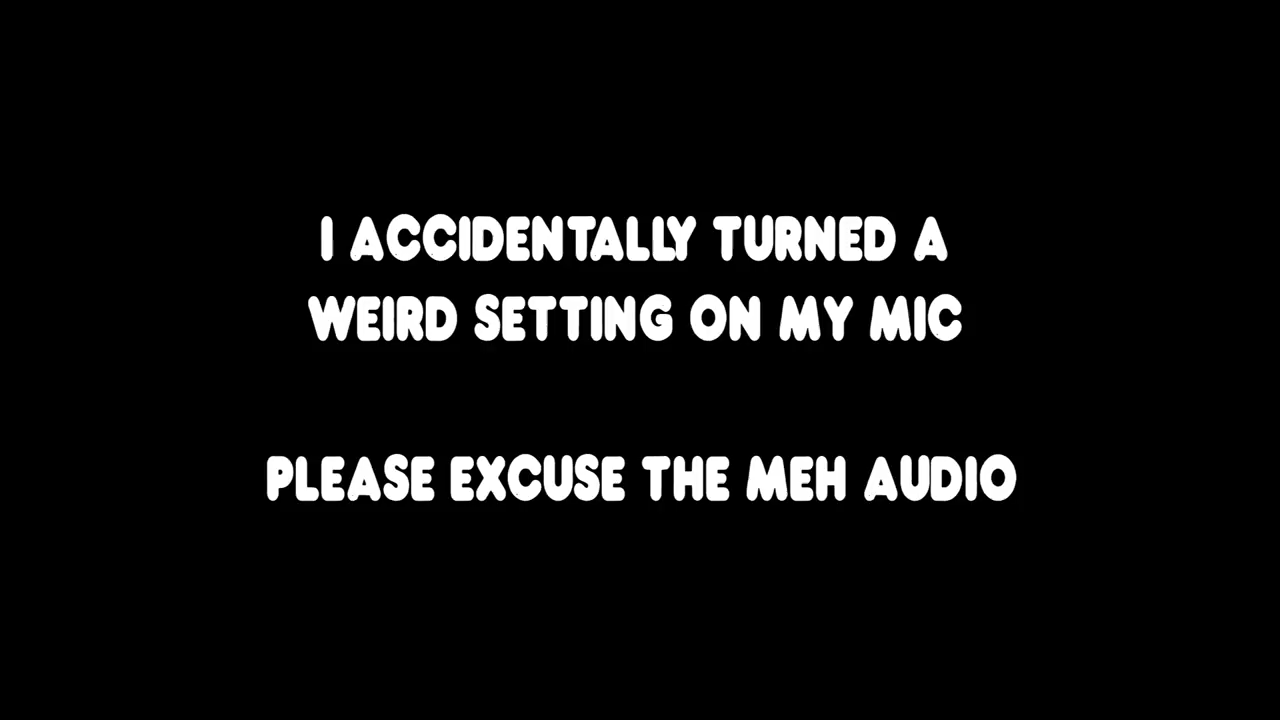 I ACCIDENTALLY TURNED A
WEIRD SETTING ON MY MIC
PLEASE EXCUSE THE MEH AUDIO